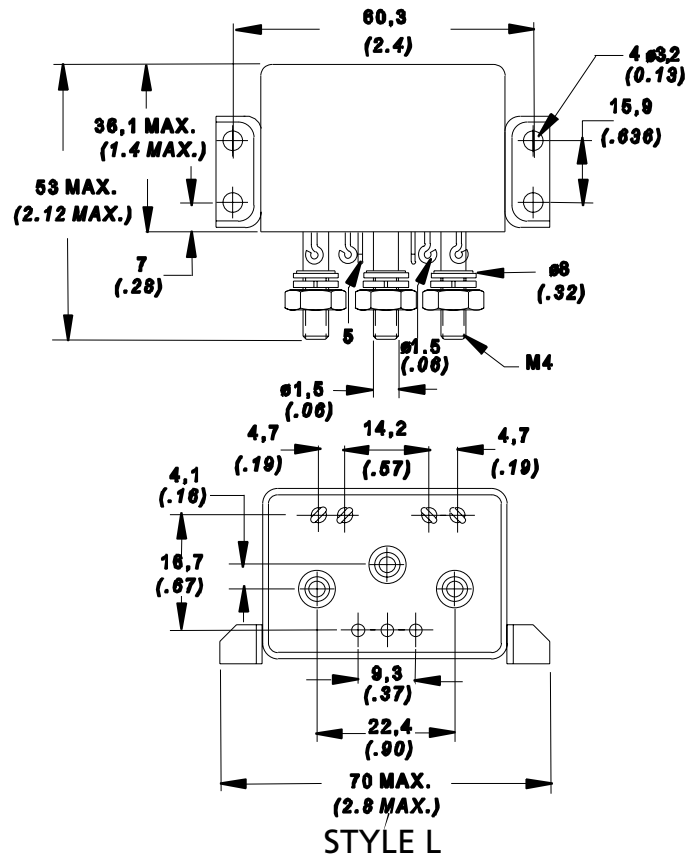 60,3
(2.4)
4 ø3,2
(0.13)
15,9
(.636)
36,1 MAX.
(1.4 MAX.)
53 MAX.
(2.12 MAX.)
7
(.28)
ø8
(.32)
5
ø1.5
(.06)
M4
ø1,5
(.06)
4,7
(.19)
14,2
(.57)
4,7
(.19)
4,1
(.16)
16,7
(.67)
9,3
(.37)
22,4
(.90)
70 MAX.
(2.8 MAX.)
STYLE L